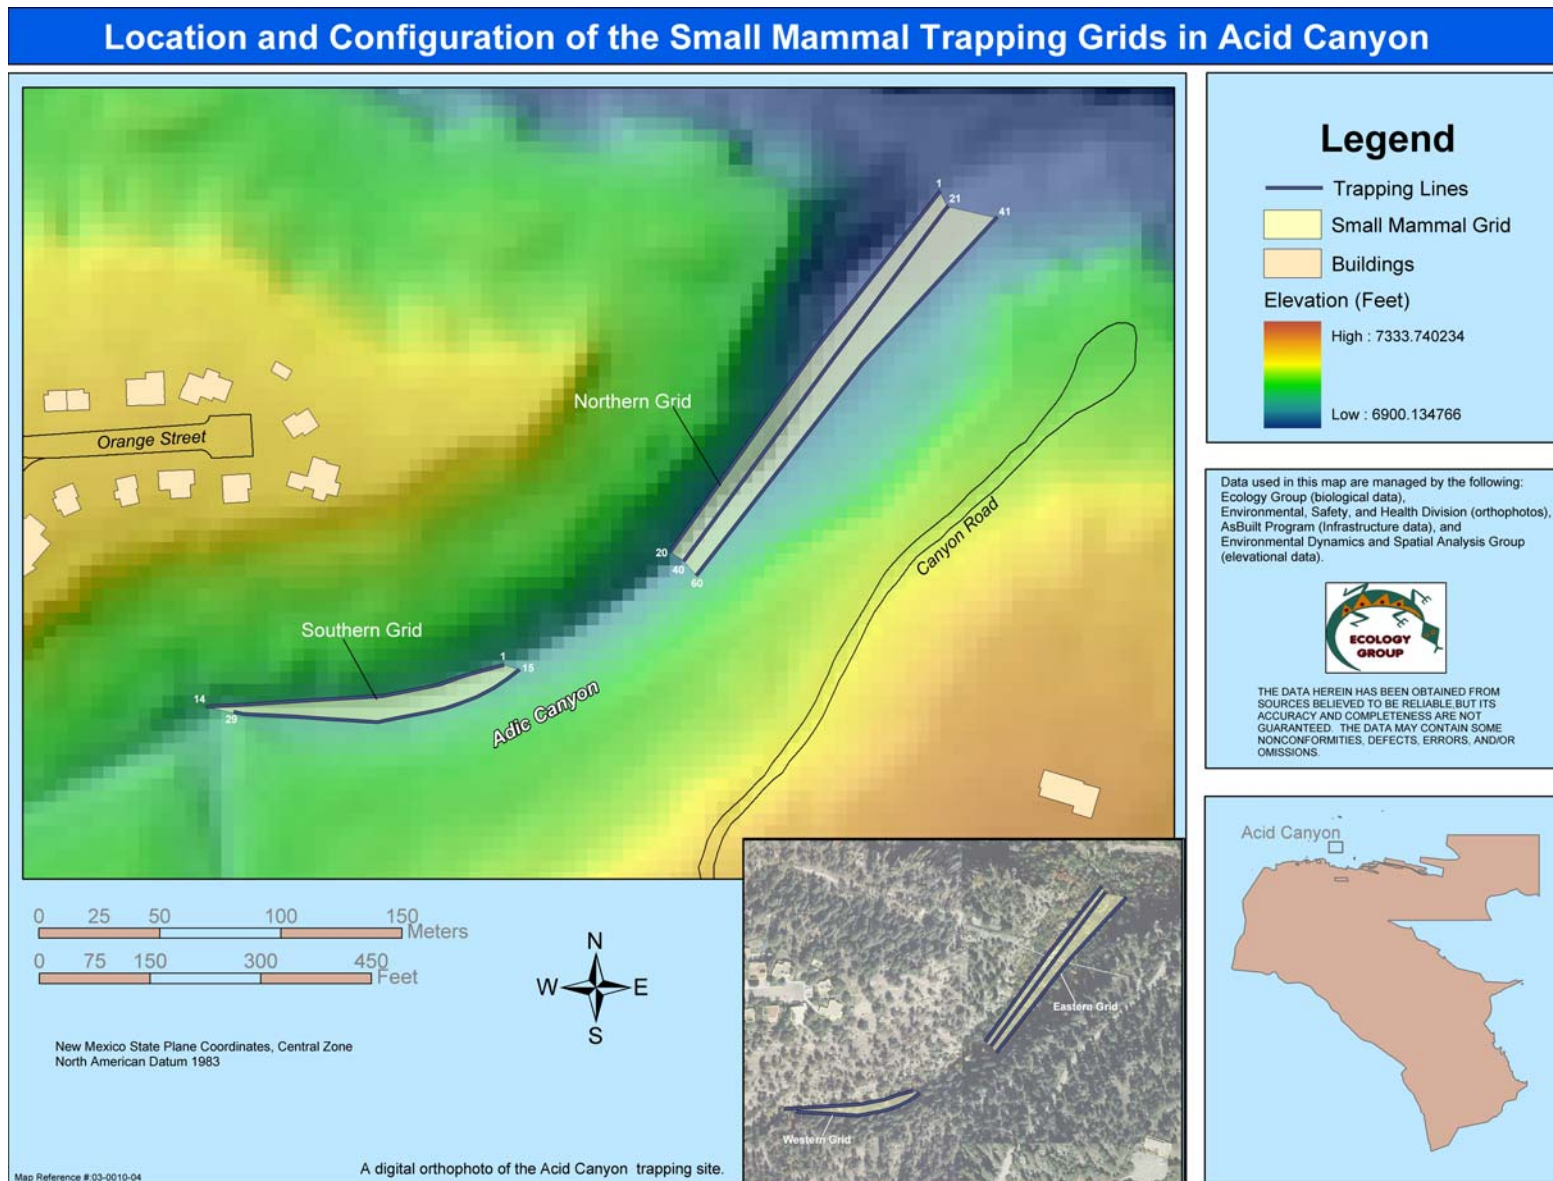 Location and Configuration of the Small Mammal Trapping Grids in Acid Canyon
1
21
41
Northern Grid
Orange Street
Canyon Road
20
40
60
Southern Grid
1
15
14
29
Adic Canyon
Legend
Trapping Lines
Small Mammal Grid
Buildings
Elevation (Feet)
High : 7333.740234
Low : 6900.134766
Data used in this map are managed by the following:
Ecology Group (biological data),
Environmental, Safety, and Health Division (orthophotos),
AsBuilt Program (Infrastructure data), and
Environmental Dynamics and Spatial Analysis Group
(elevational data).
ECOLOGY
GROUP
THE DATA HEREIN HAS BEEN OBTAINED FROM
SOURCES BELIEVED TO BE RELIABLE,BUT ITS
ACCURACY AND COMPLETENESS ARE NOT
GUARANTEED. THE DATA MAY CONTAIN SOME
NONCONFORMITIES, DEFECTS, ERRORS, AND/OR
OMISSIONS.
Acid Canyon
0 25 50 100 150
Meters
0 75 150 300 450
Feet
N
W E
S
New Mexico State Plane Coordinates, Central Zone
North American Datum 1983
Eastern Grid
Western Grid
A digital orthophoto of the Acid Canyon trapping site.
Map Reference #:03-0010-04